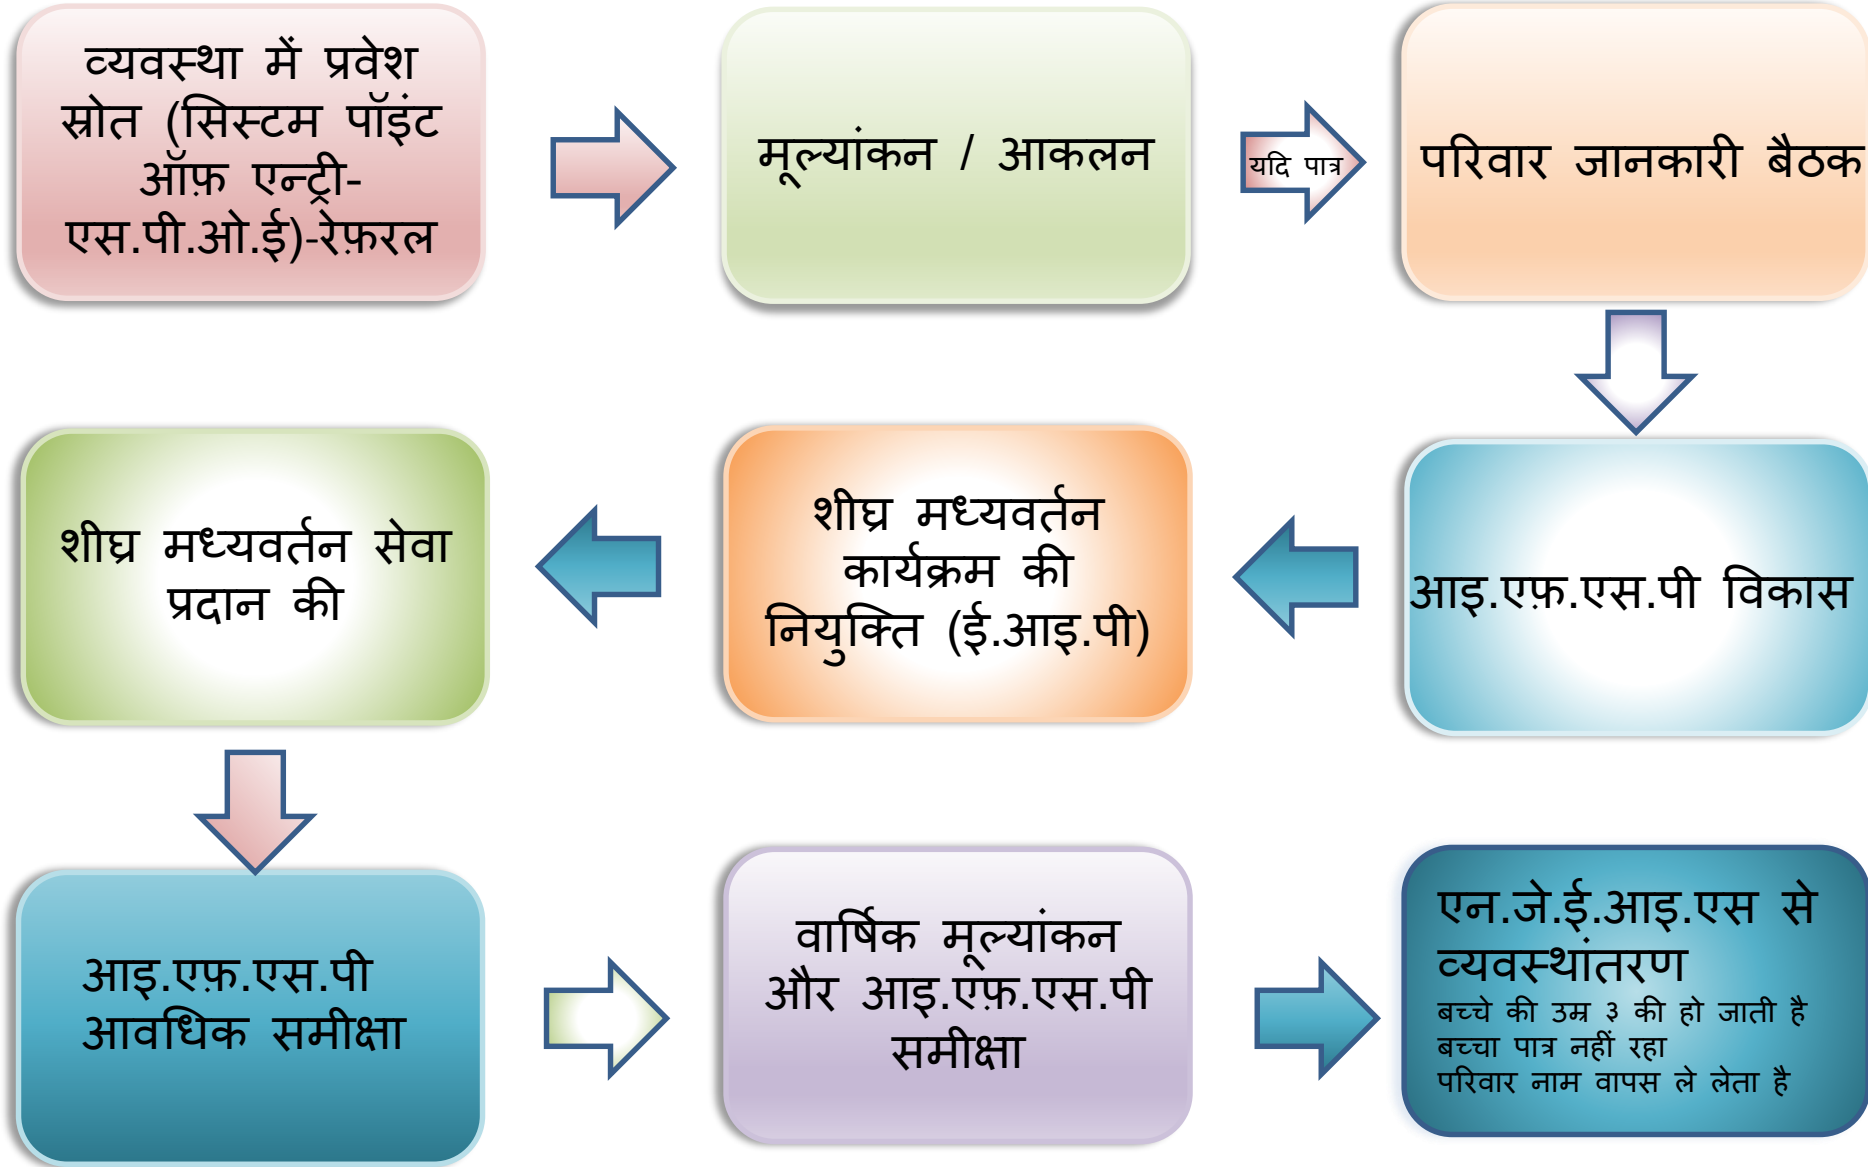 व्यवस्था में प्रवेश
स्रोत (सिस्टम पॉइंट
ऑफ़ एन्ट्री-
एस.पी.ओ.ई)-रेफ़रल
मूल्यांकन / आकलन
यदि पात्र
परिवार जानकारी बैठक
आइ.एफ़.एस.पी विकास
शीघ्र मध्यवर्तन
कार्यक्रम की
नियुक्ति (ई.आइ.पी)
शीघ्र मध्यवर्तन सेवा
प्रदान की
आइ.एफ़.एस.पी
आवधिक समीक्षा
वार्षिक मूल्यांकन
और आइ.एफ़.एस.पी
समीक्षा
एन.जे.ई.आइ.एस से
व्यवस्थांतरण
बच्चे की उम्र ३ की हो जाती है
बच्चा पात्र नहीं रहा
परिवार नाम वापस ले लेता है